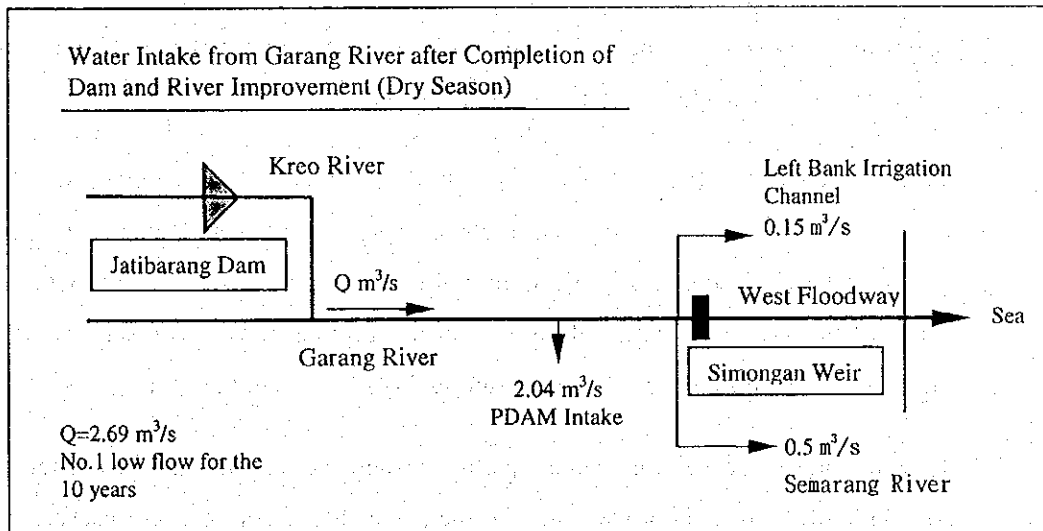 Water Intake from Garang River after Completion of
Dam and River Improvement (Dry Season)
Kreo River
Jatibarang Dam
Q m³/s
Garang River
2.04 m³/s
PDAM Intake
Left Bank Irrigation
Channel
0.15 m³/s
West Floodway
Sea
Simongan Weir
0.5 m³/s
Semarang River
Q=2.69 m³/s
No.1 low flow for the
10 years